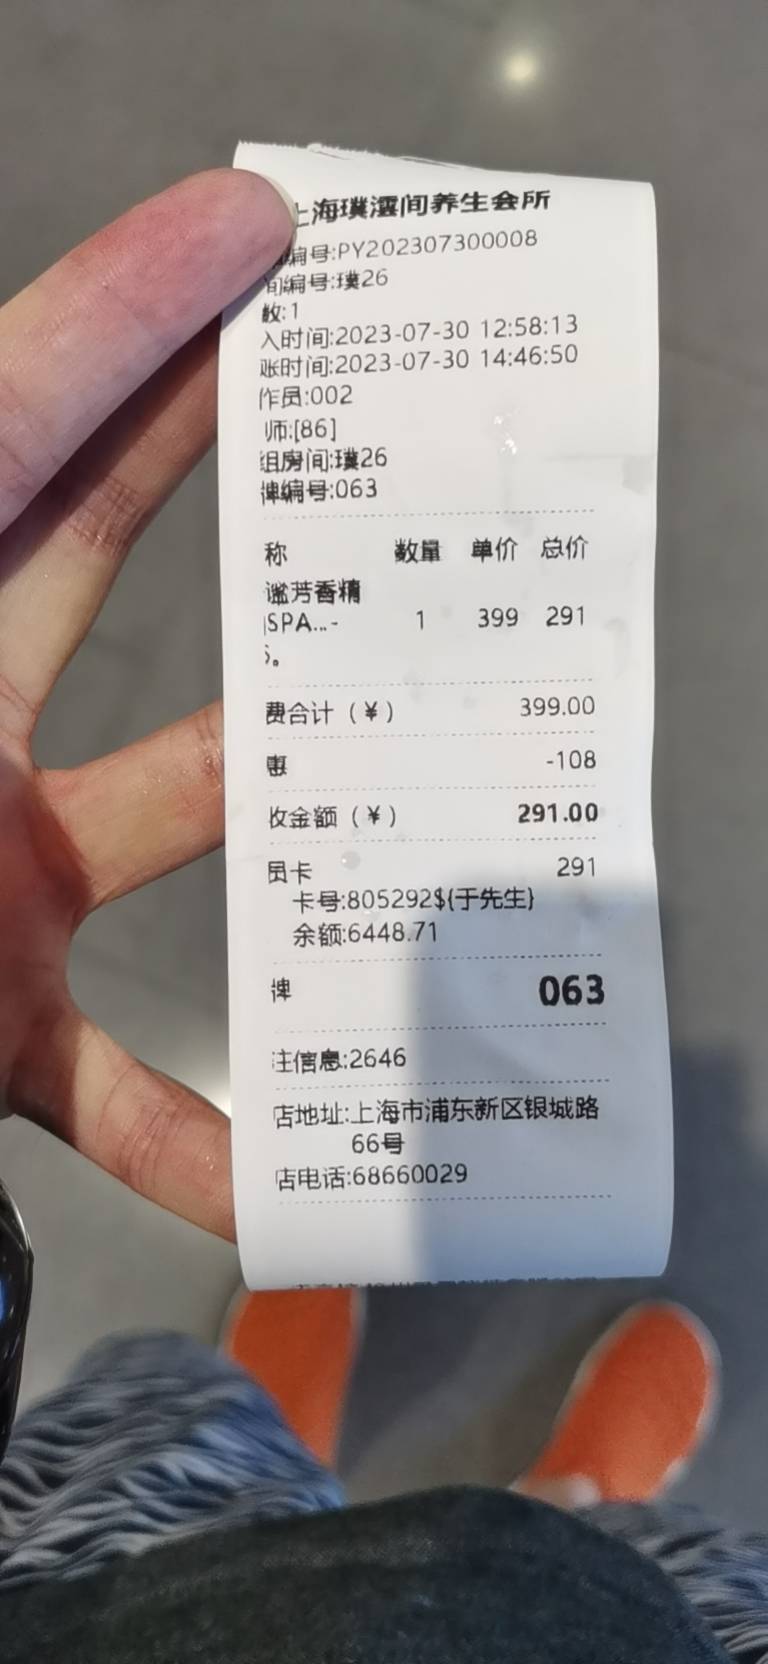 上海璞澐间养生会所
编号:PY202307300008
间编号:璞26
数:1
入时间:2023-07-30 12:58:13
账时间:2023-07-30 14:46:50
作员:002
师:[86]
组房间:璞26
牌编号:063
称 数量 单价 总价
谧芳香精
SPA...- 1 399 291
。
费合计（¥） 399.00
惠 -108
收金额（¥） 291.00
员卡 291
卡号:805292${于先生}
余额:6448.71
牌 063
注信息:2646
店地址:上海市浦东新区银城路
66号
店电话:68660029